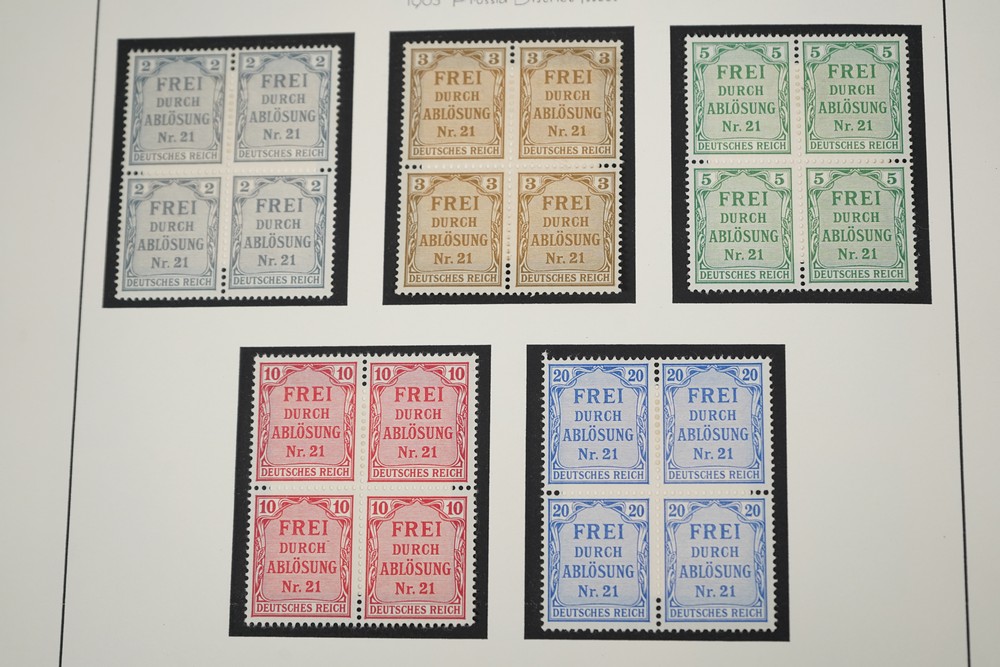 1903 Prussia District
2 2
FREI FREI
DURCH DURCH
ABLÖSUNG ABLÖSUNG
Nr. 21 Nr. 21
DEUTSCHES REICH DEUTSCHES REICH
2 2
FREI FREI
DURCH DURCH
ABLÖSUNG ABLÖSUNG
Nr. 21 Nr. 21
DEUTSCHES REICH DEUTSCHES REICH
3 3
FREI FREI
DURCH DURCH
ABLÖSUNG ABLÖSUNG
Nr. 21 Nr. 21
DEUTSCHES REICH DEUTSCHES REICH
3 3
FREI FREI
DURCH DURCH
ABLÖSUNG ABLÖSUNG
Nr. 21 Nr. 21
DEUTSCHES REICH DEUTSCHES REICH
5 5 5 5
FREI FREI
DURCH DURCH
ABLÖSUNG ABLÖSUNG
Nr. 21 Nr. 21
DEUTSCHES REICH DEUTSCHES REICH
5 5 5 5
FREI FREI
DURCH DURCH
ABLÖSUNG ABLÖSUNG
Nr. 21 Nr. 21
DEUTSCHES REICH DEUTSCHES REICH
10 10 10 10
FREI FREI
DURCH DURCH
ABLÖSUNG ABLÖSUNG
Nr. 21 Nr. 21
DEUTSCHES REICH DEUTSCHES REICH
10 10 10 10
FREI FREI
DURCH DURCH
ABLÖSUNG ABLÖSUNG
Nr. 21 Nr. 21
DEUTSCHES REICH DEUTSCHES REICH
20 20 20 20
FREI FREI
DURCH DURCH
ABLÖSUNG ABLÖSUNG
Nr. 21 Nr. 21
DEUTSCHES REICH DEUTSCHES REICH
20 20 20 20
FREI FREI
DURCH DURCH
ABLÖSUNG ABLÖSUNG
Nr. 21 Nr. 21
DEUTSCHES REICH DEUTSCHES REICH